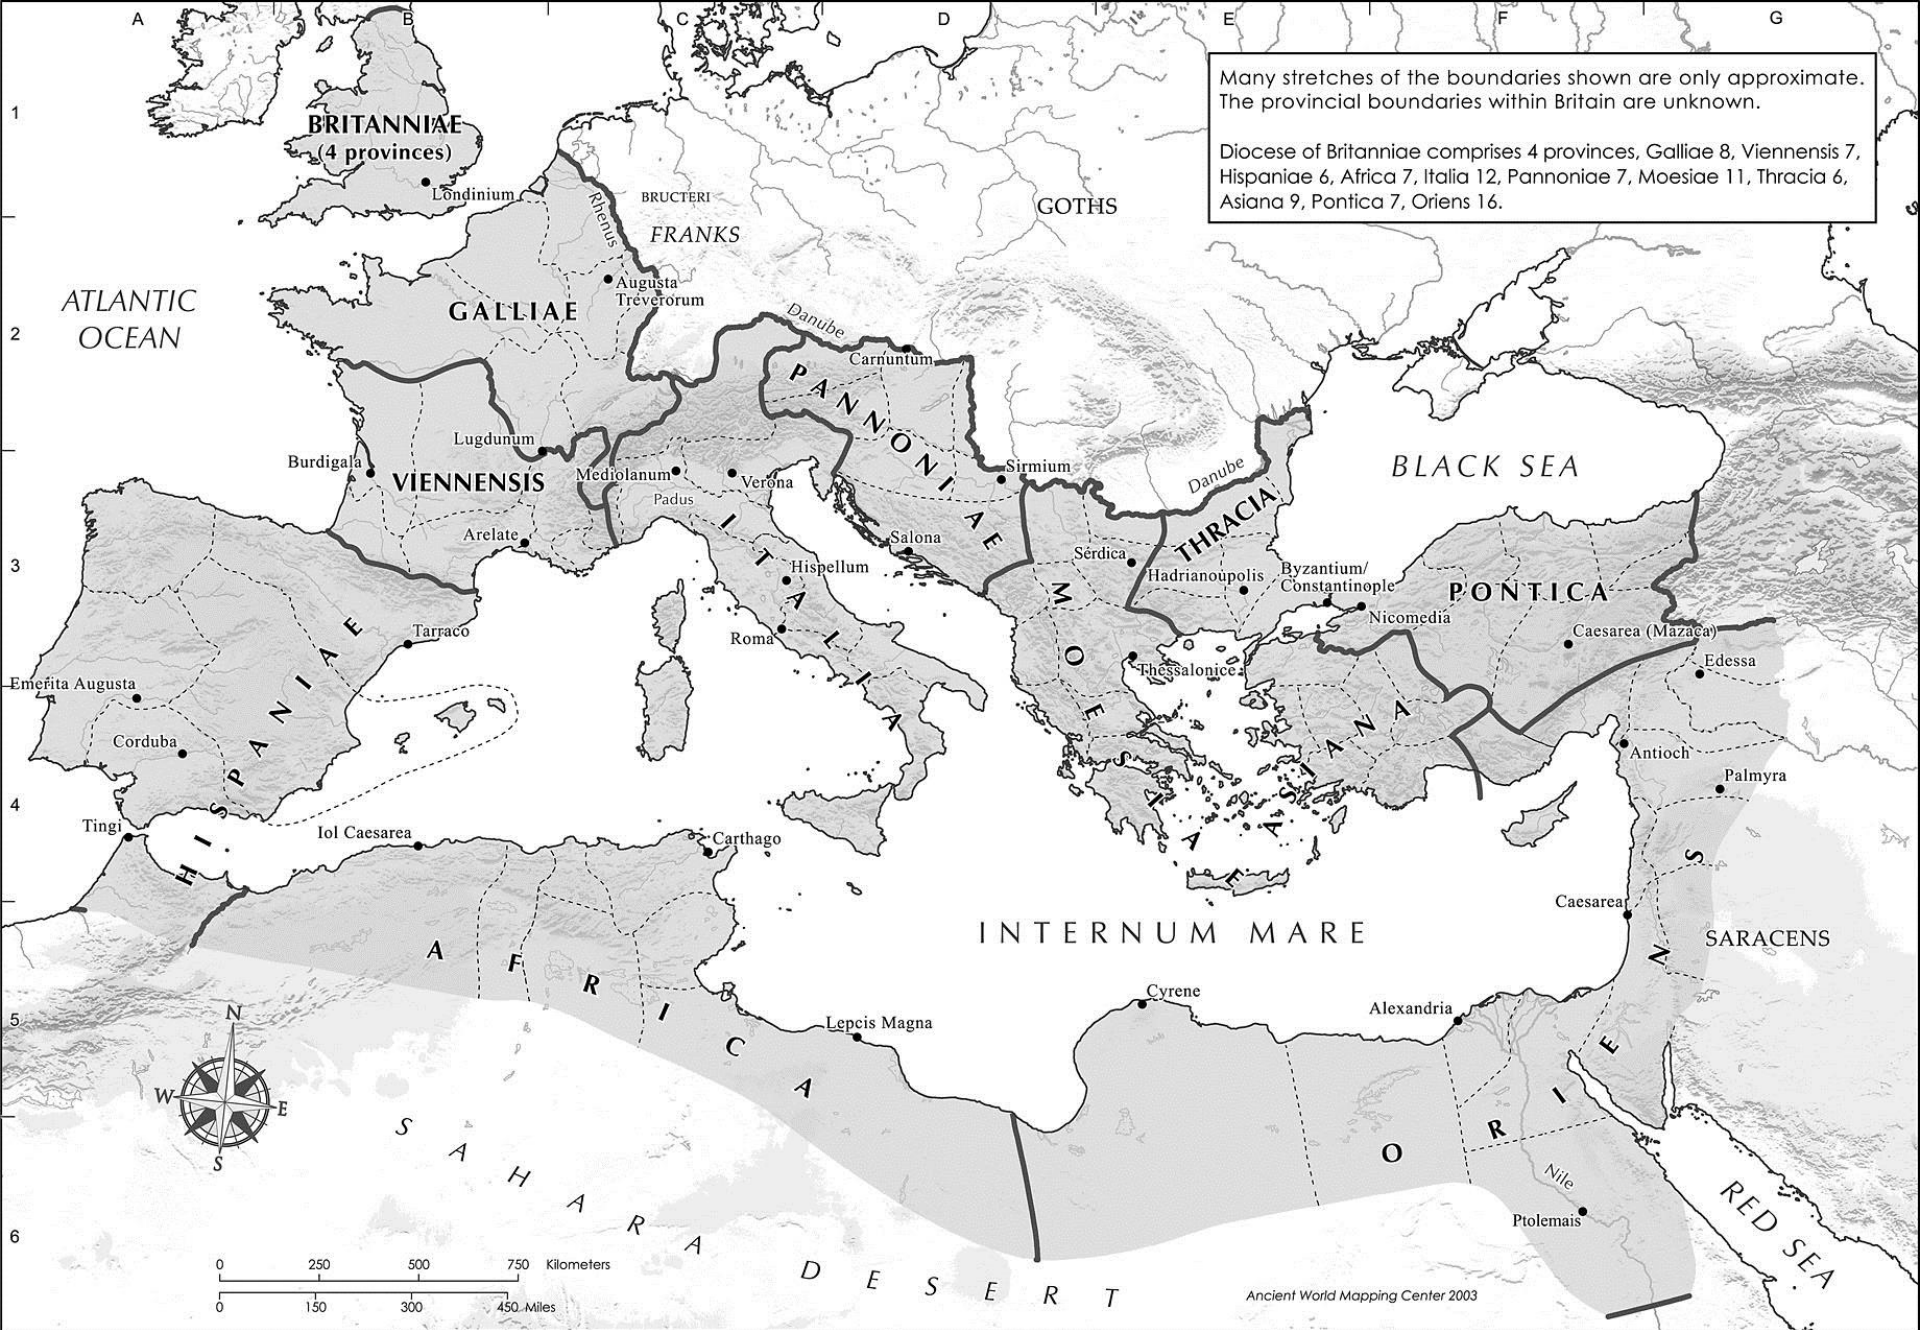 A
B
C
D
E
F
G
1
2
3
4
5
6
Many stretches of the boundaries shown are only approximate.
The provincial boundaries within Britain are unknown.
Diocese of Britanniae comprises 4 provinces, Galliae 8, Viennensis 7,
Hispaniae 6, Africa 7, Italia 12, Pannoniae 7, Moesiae 11, Thracia 6,
Asiana 9, Pontica 7, Oriens 16.
BRITANNIAE
(4 provinces)
Londinium
Rhenus
BRUCTERI
FRANKS
GOTHS
ATLANTIC
OCEAN
GALLIAE
Augusta
Treverorum
Danube
Carnuntum
PANNONIAE
Lugdunum
Burdigala
VIENNENSIS
Mediolanum
Verona
Padus
Sirmium
Danube
BLACK SEA
Arelate
ITALIA
Salona
Hispellum
Sérdica
THRACIA
Hadrianoupolis
Byzantium/
Constantinople
Nicomedia
PONTICA
Caesarea (Mazaca)
Tarraco
Roma
MOESIAE
Thessalonice
Edessa
Emerita Augusta
HISPANIAE
Corduba
ASIANA
Antioch
Palmyra
Tingi
Iol Caesarea
Carthago
Caesarea
INTERNUM MARE
SARACENS
AFRICA
Lepcis Magna
Cyrene
Alexandria
ORIENS
N
W
E
S
SAHARA DESERT
Nile
Ptolemais
RED SEA
0 250 500 750 Kilometers
0 150 300 450 Miles
Ancient World Mapping Center 2003